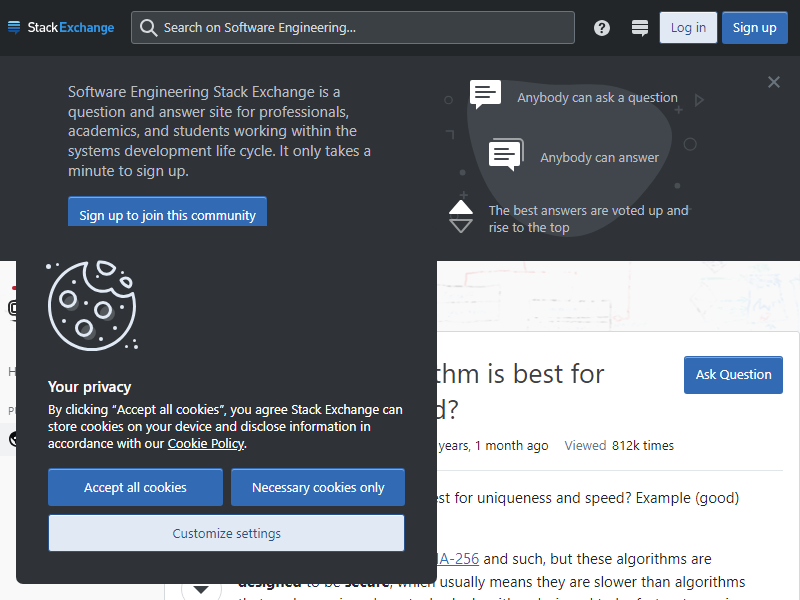 StackExchange
Search on Software Engineering...
Log in
Sign up
Software Engineering Stack Exchange is a
question and answer site for professionals,
academics, and students working within the
systems development life cycle. It only takes a
minute to sign up.
Sign up to join this community
Anybody can ask a question
Anybody can answer
The best answers are voted up and
rise to the top
thm is best for
d?
Ask Question
years, 1 month ago
Viewed 812k times
est for uniqueness and speed? Example (good)
A-256 and such, but these algorithms are
designed to be secure, which usually means they are slower than algorithms
Your privacy
By clicking “Accept all cookies”, you agree Stack Exchange can
store cookies on your device and disclose information in
accordance with our Cookie Policy.
Accept all cookies
Necessary cookies only
Customize settings